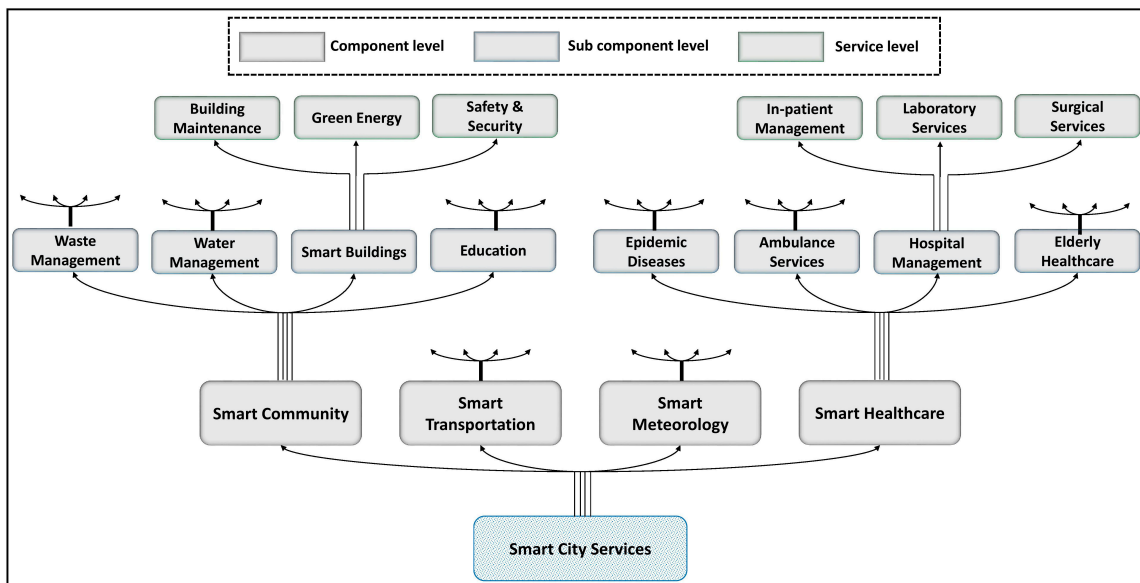 Component level
Sub component level
Service level
Building
Maintenance
Green Energy
Safety &
Security
In-patient
Management
Laboratory
Services
Surgical
Services
Waste
Management
Water
Management
Smart Buildings
Education
Epidemic
Diseases
Ambulance
Services
Hospital
Management
Elderly
Healthcare
Smart Community
Smart
Transportation
Smart
Meteorology
Smart Healthcare
Smart City Services